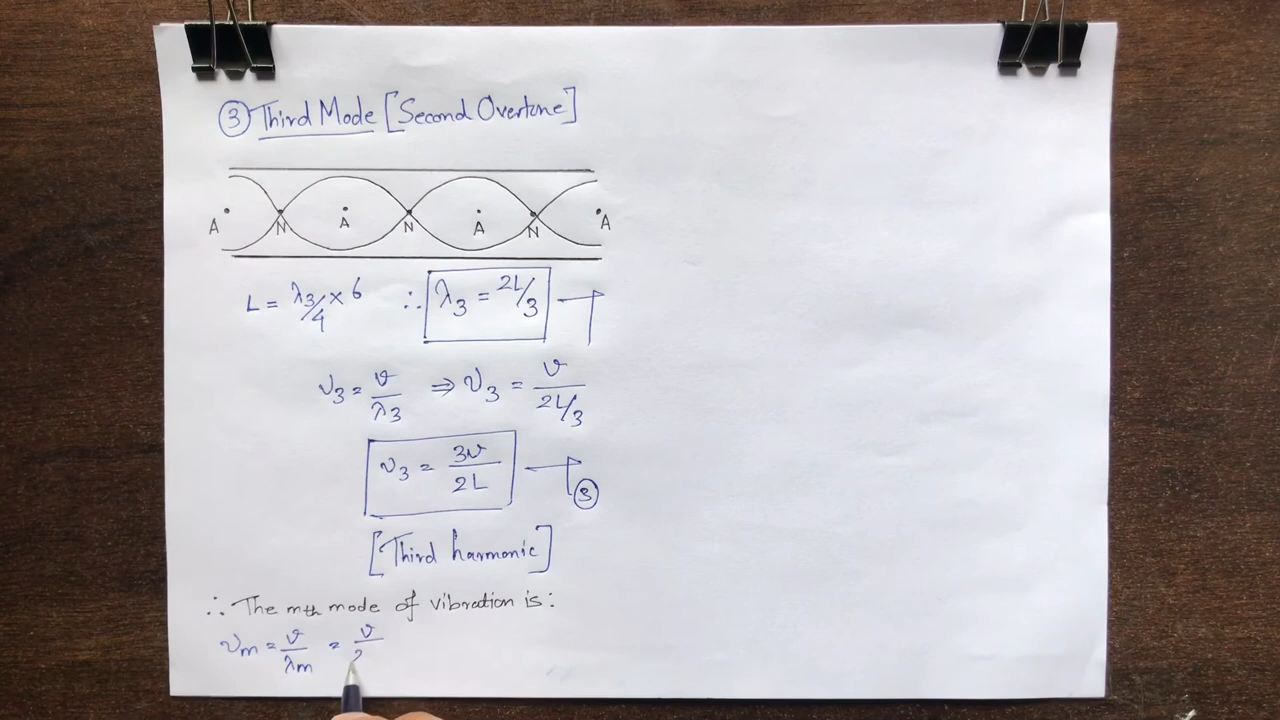 ③ Third Mode [Second Overtone]
A N A N A N A
L = λ₃/4 × 6 ∴ λ₃ = 2L/3
ν₃ = v/λ₃ ⇒ ν₃ = v/(2L/3)
ν₃ = 3v/2L ③
[Third harmonic]
∴ The mth mode of vibration is:
νm = v/λm = v/2